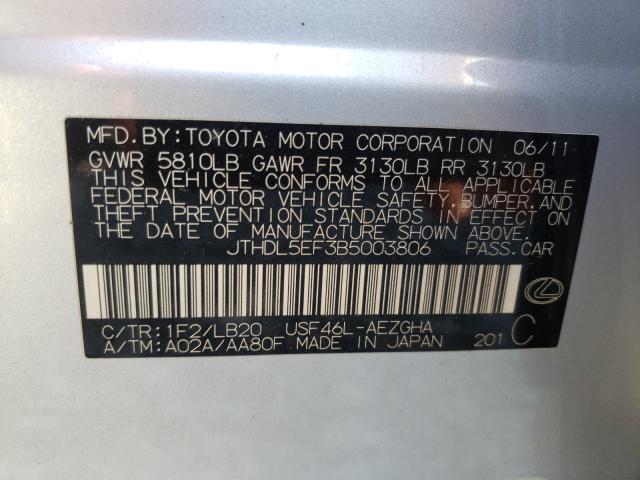 MFD.BY:TOYOTA MOTOR CORPORATION 06/11
GVWR 5810LB GAWR FR 3130LB RR 3130LB
THIS VEHICLE CONFORMS TO ALL APPLICABLE
FEDERAL MOTOR VEHICLE SAFETY,BUMPER,AND
THEFT PREVENTION STANDARDS IN EFFECT ON
THE DATE OF MANUFACTURE SHOWN ABOVE.
JTHDL5EF3B5003806 PASS.CAR
C/TR:1F2/LB20 USF46L-AEZGHA
A/TM:A02A/AA80F MADE IN JAPAN 201 C